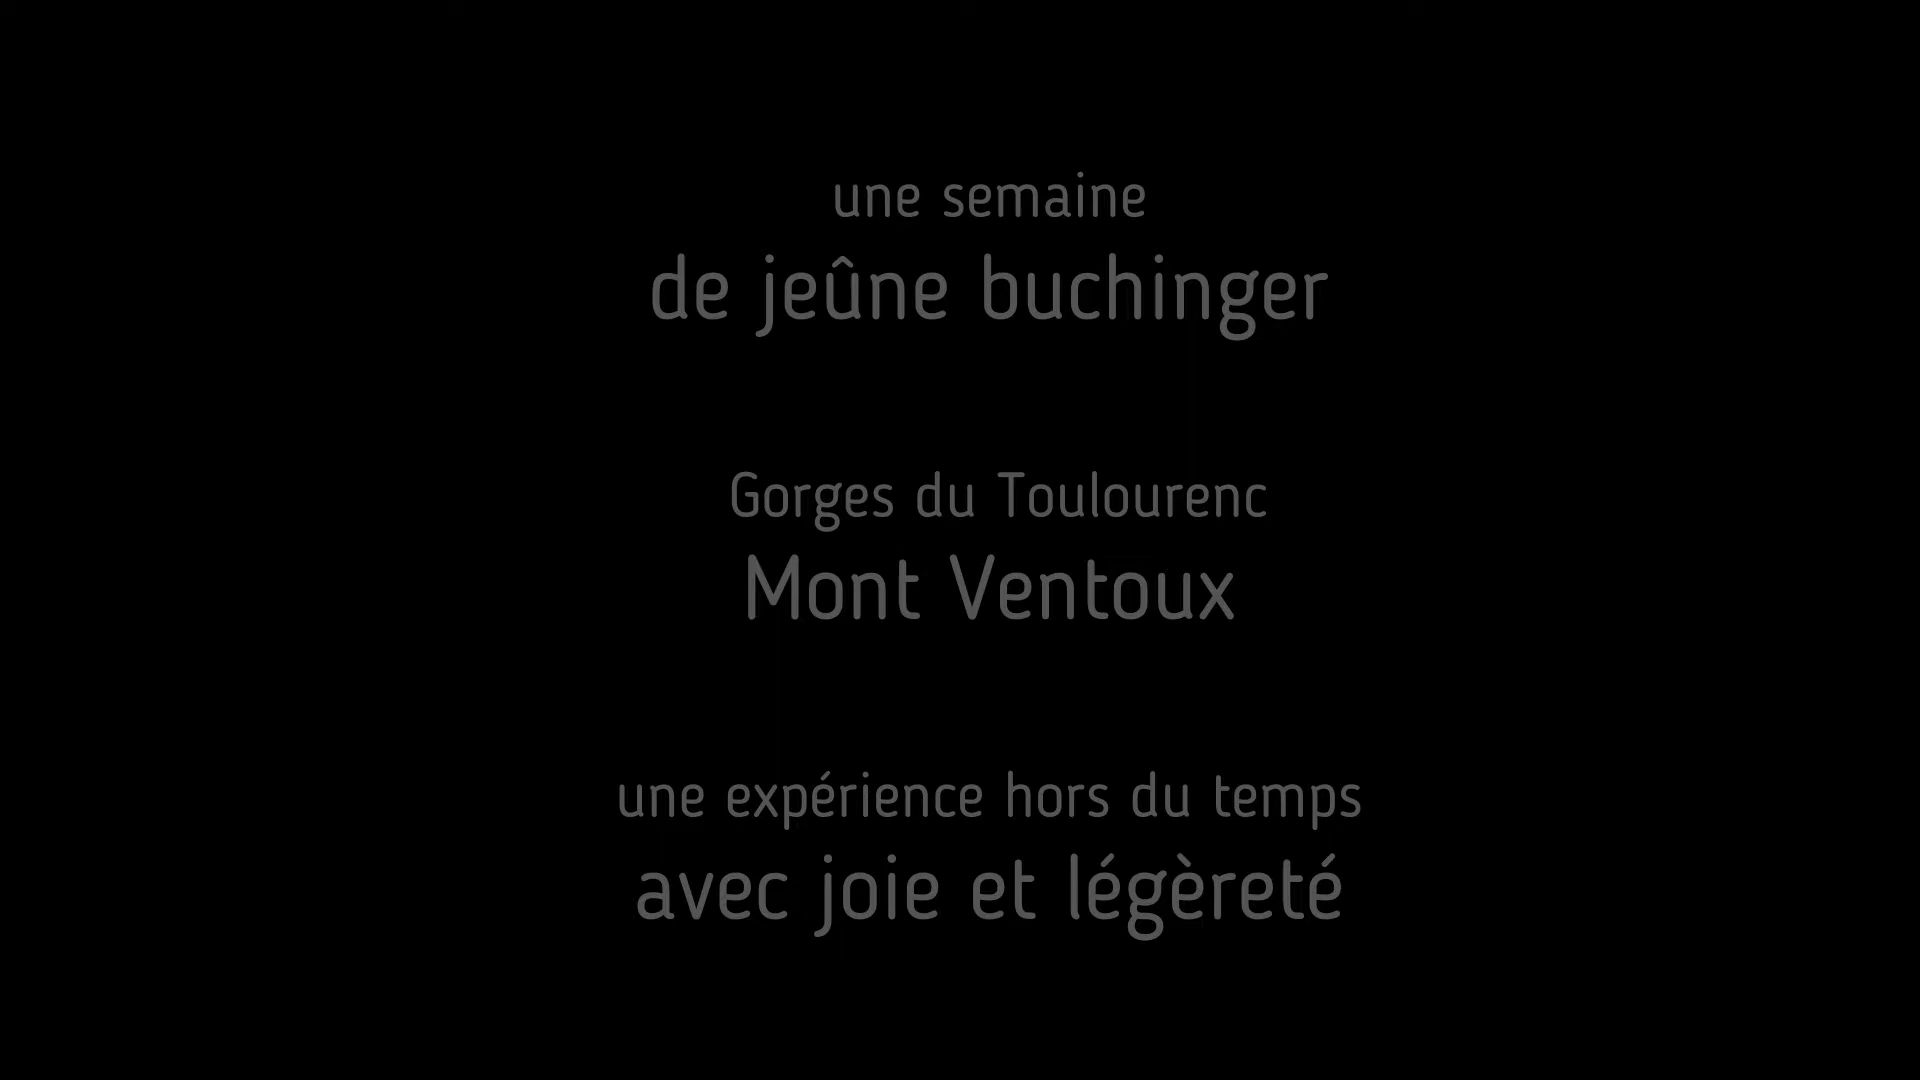 une semaine
de jeûne buchinger
Gorges du Toulourenc
Mont Ventoux
une expérience hors du temps
avec joie et légèreté